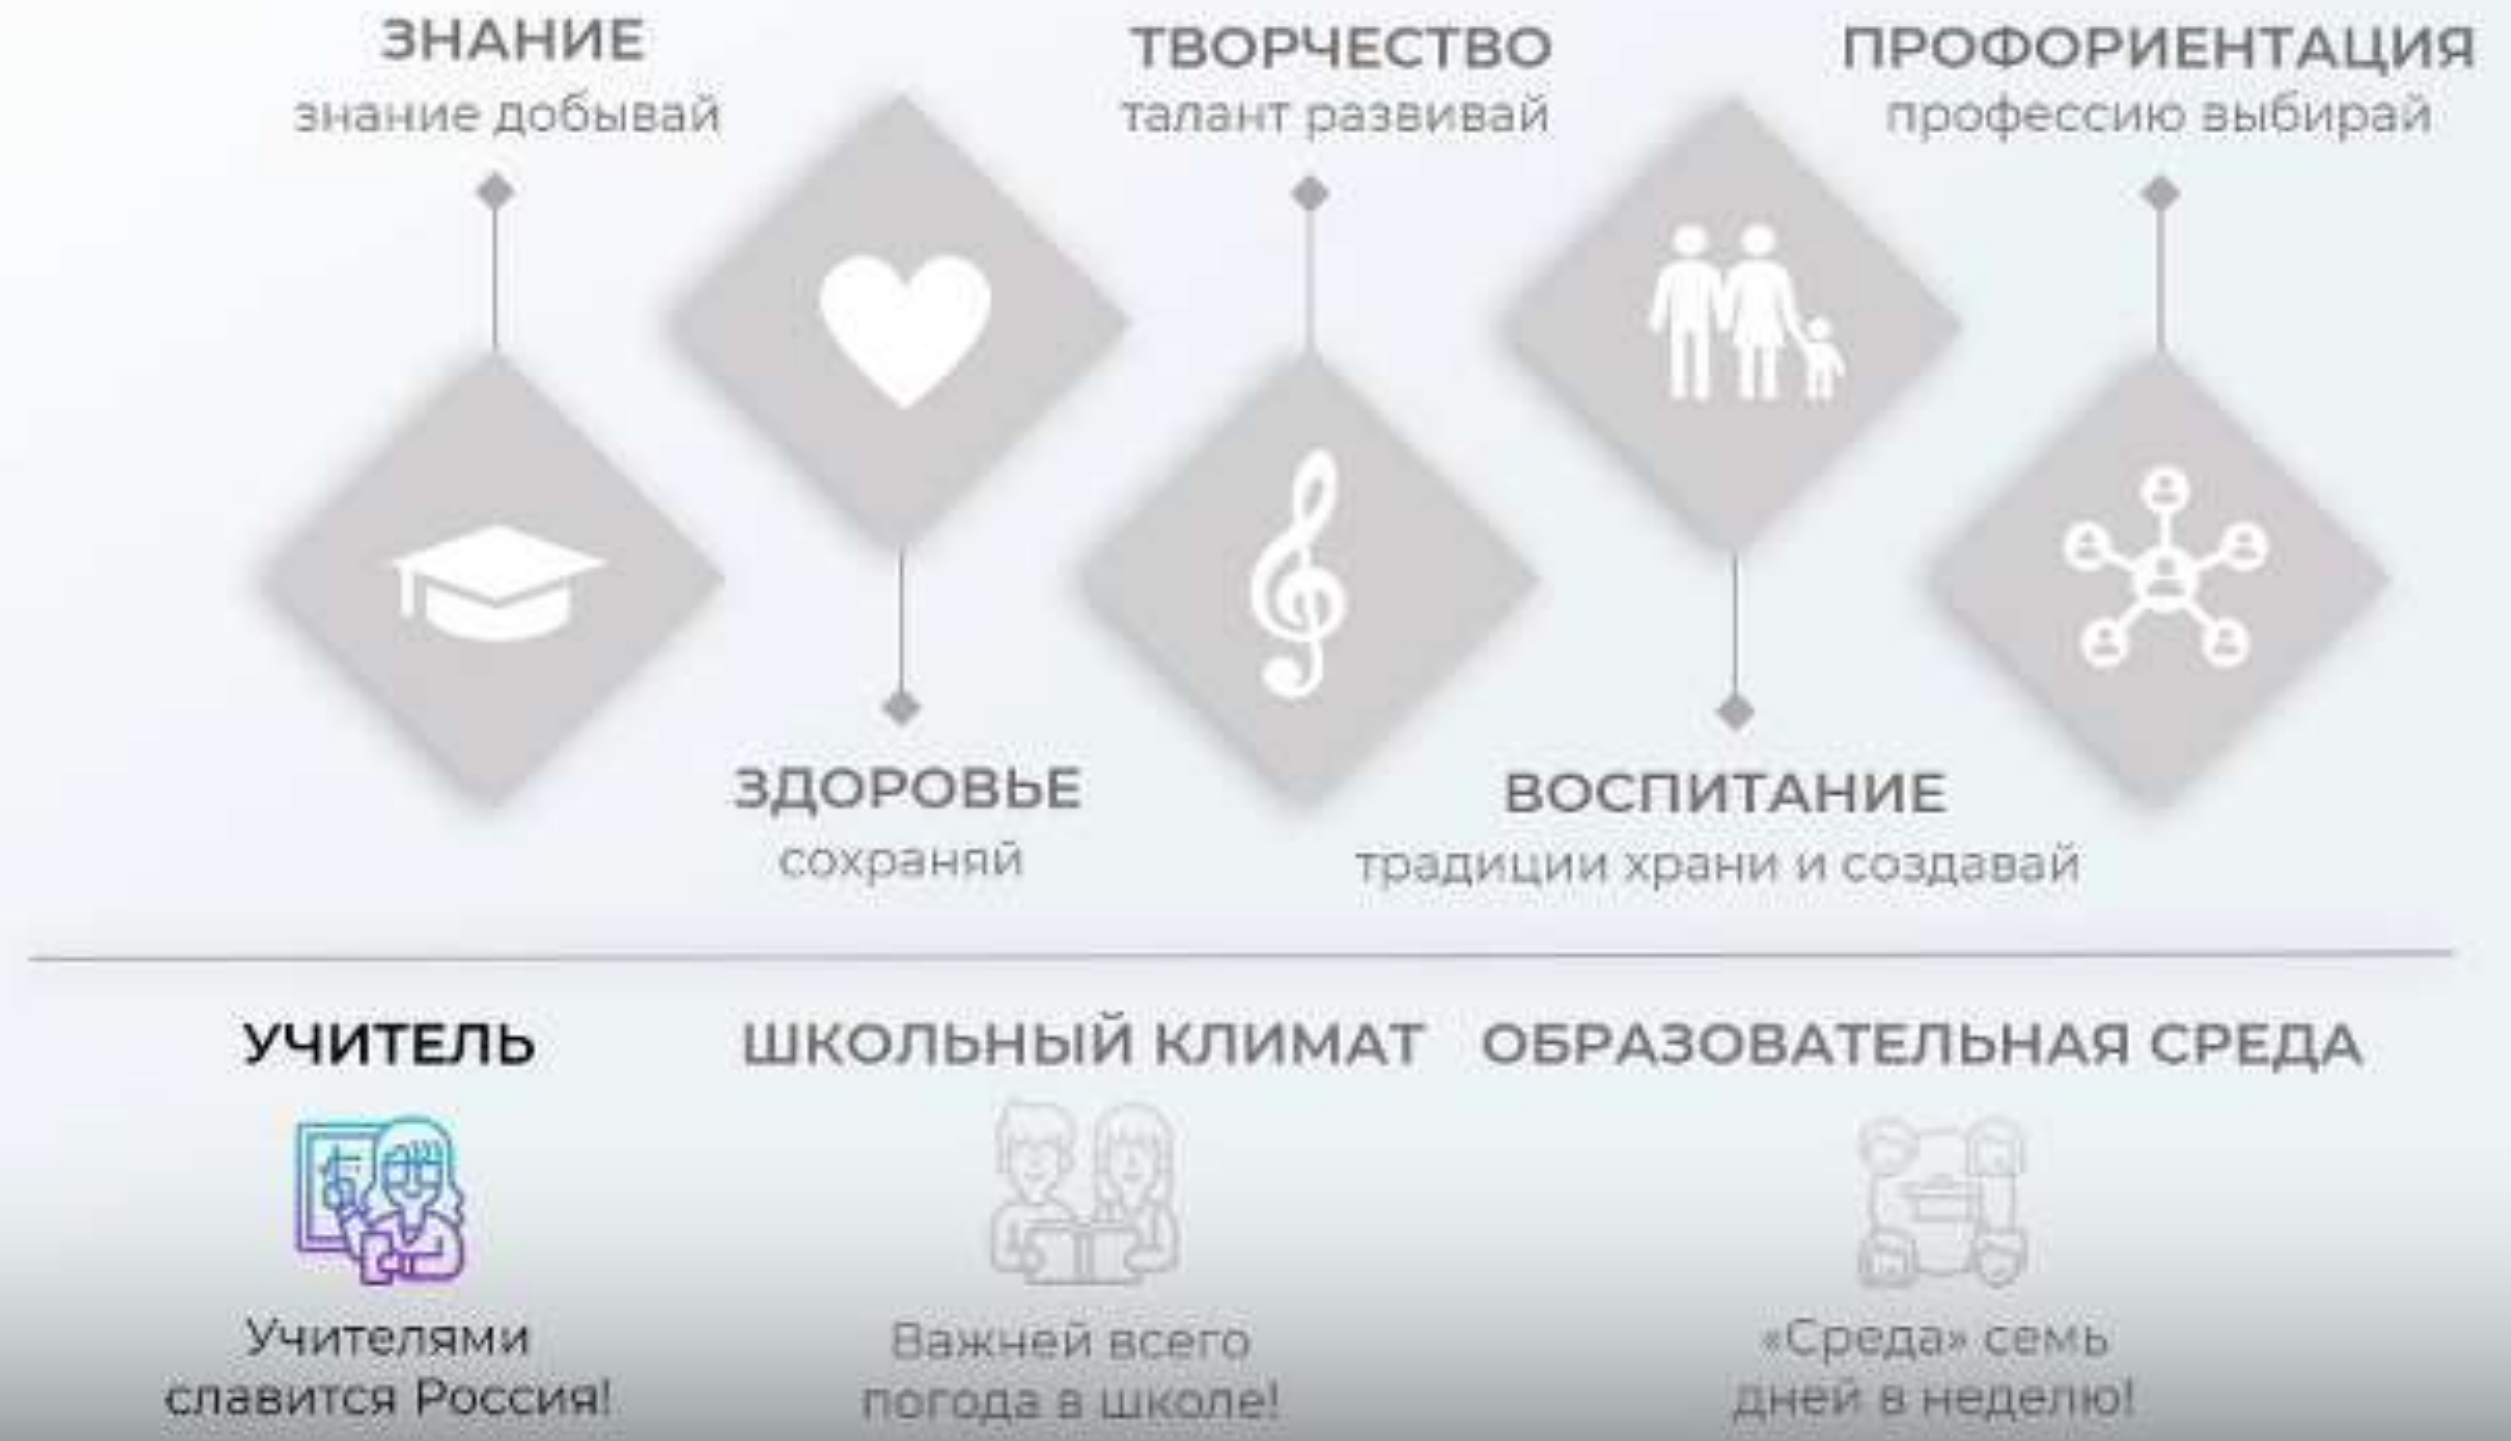 ЗНАНИЕ
знание добывай
ТВОРЧЕСТВО
талант развивай
ПРОФОРИЕНТАЦИЯ
профессию выбирай
ЗДОРОВЬЕ
сохраняй
ВОСПИТАНИЕ
традиции храни и создавай
УЧИТЕЛЬ
Учителями
славится Россия!
ШКОЛЬНЫЙ КЛИМАТ
Важней всего
погода в школе!
ОБРАЗОВАТЕЛЬНАЯ СРЕДА
«Среда» семь
дней в неделю!